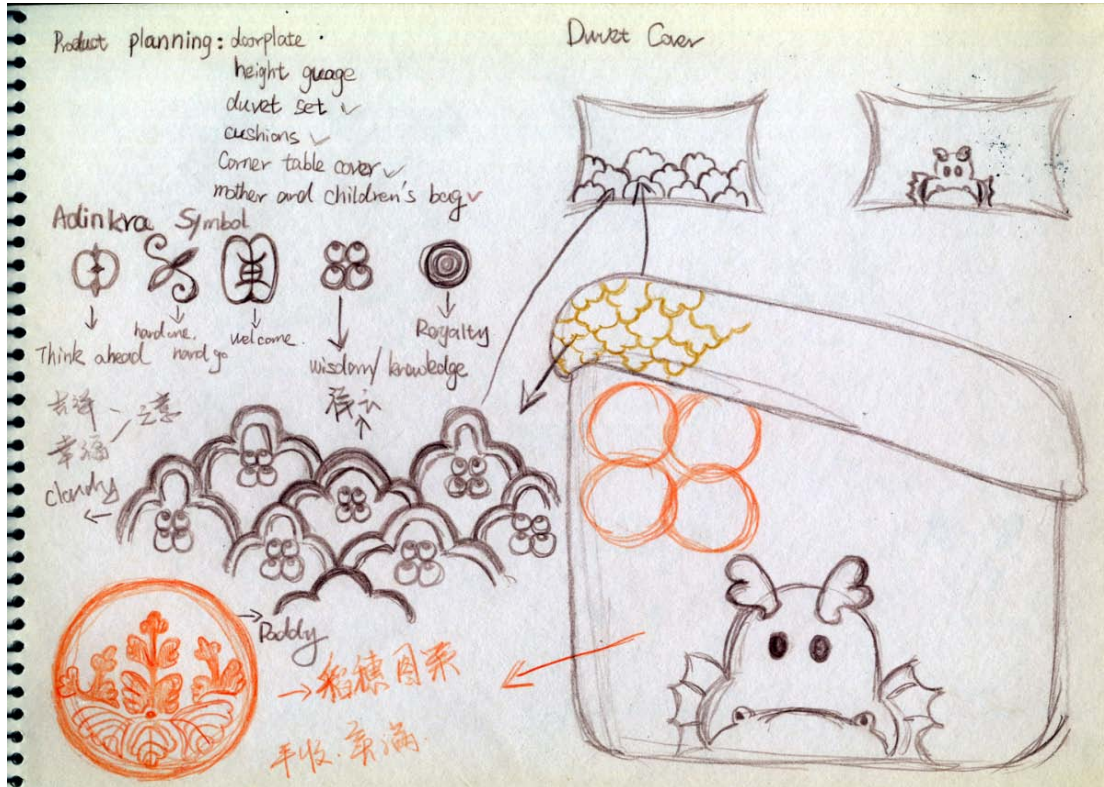 Product planning: doorplate
height guage
duvet set
cushions
Corner table cover
mother and children's bag
Duvet Cover
Adinkra Symbol
Think ahead
hard one.
hard go
welcome.
wisdom/knowledge
Royalty
吉祥
幸福
祥云
Cloudy
Paddy
稻穗图案
丰收.美满.